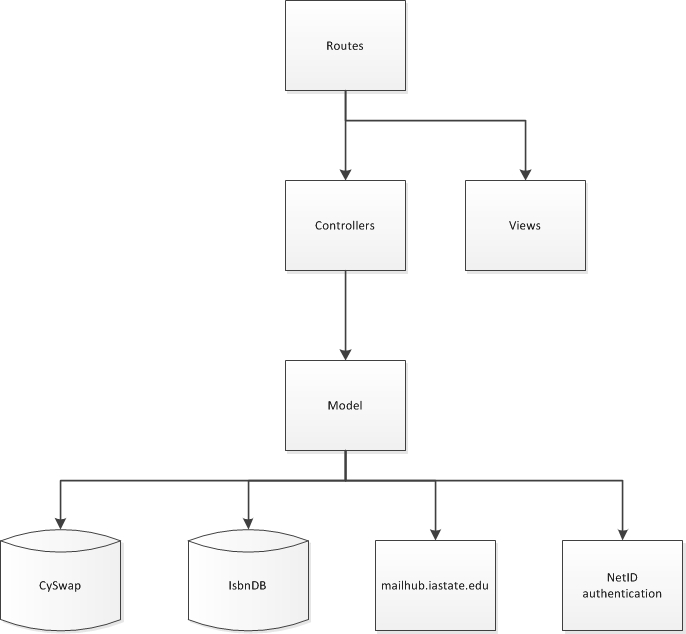 Routes
Controllers
Views
Model
CySwap
IsbnDB
mailhub.iastate.edu
NetID
authentication